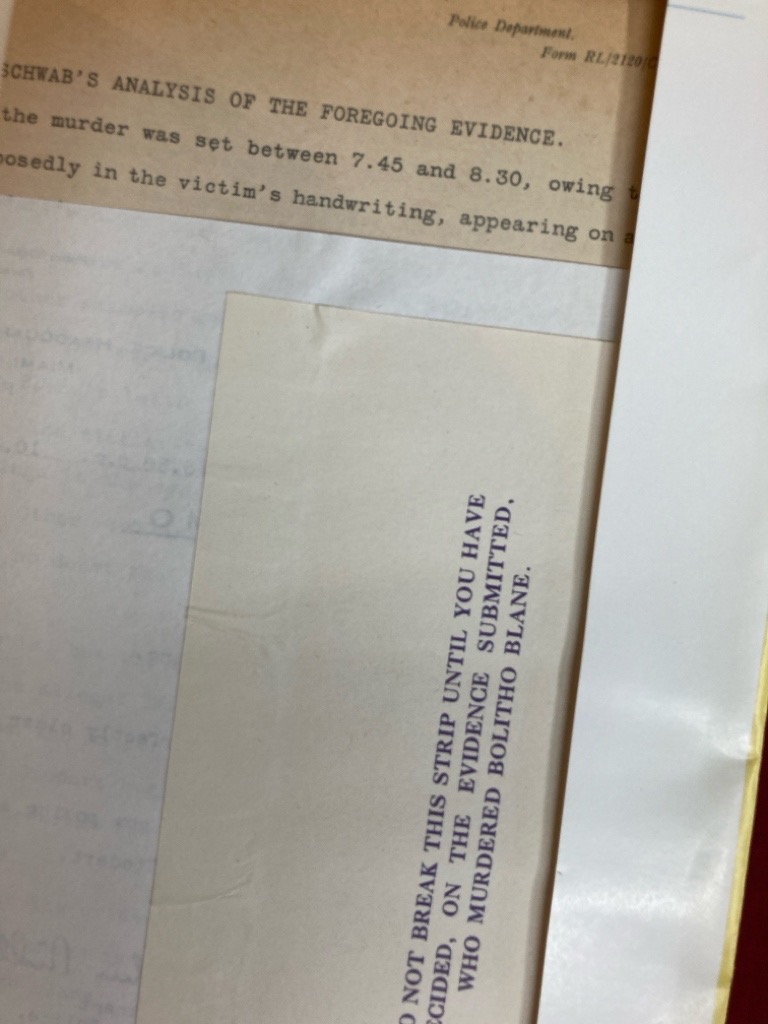 Police Department.
Form RL/2120/C
SCHWAB'S ANALYSIS OF THE FOREGOING EVIDENCE.
the murder was set between 7.45 and 8.30, owing t
posedly in the victim's handwriting, appearing on a
O NOT BREAK THIS STRIP UNTIL YOU HAVE
ECIDED, ON THE EVIDENCE SUBMITTED,
WHO MURDERED BOLITHO BLANE.